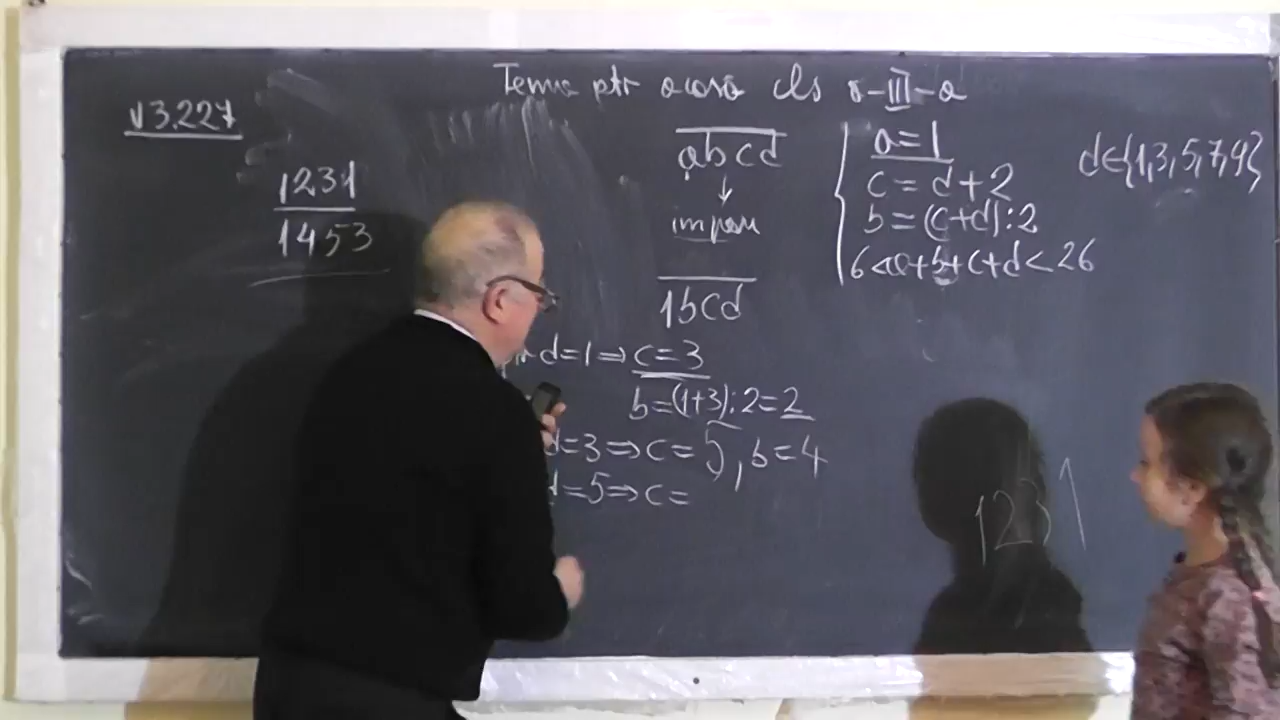 Tema ptr acasă cls a-III-a
√3.227
1231
1453
abcd
↓
impar
1bcd
a=1
c=d+2
b=(c+d):2
6<a+b+c+d<26
d∈{1,3,5,7,9}
d=1⇒c=3
b=(1+3):2=2
d=3⇒c=5,b=4
d=5⇒c=
1231